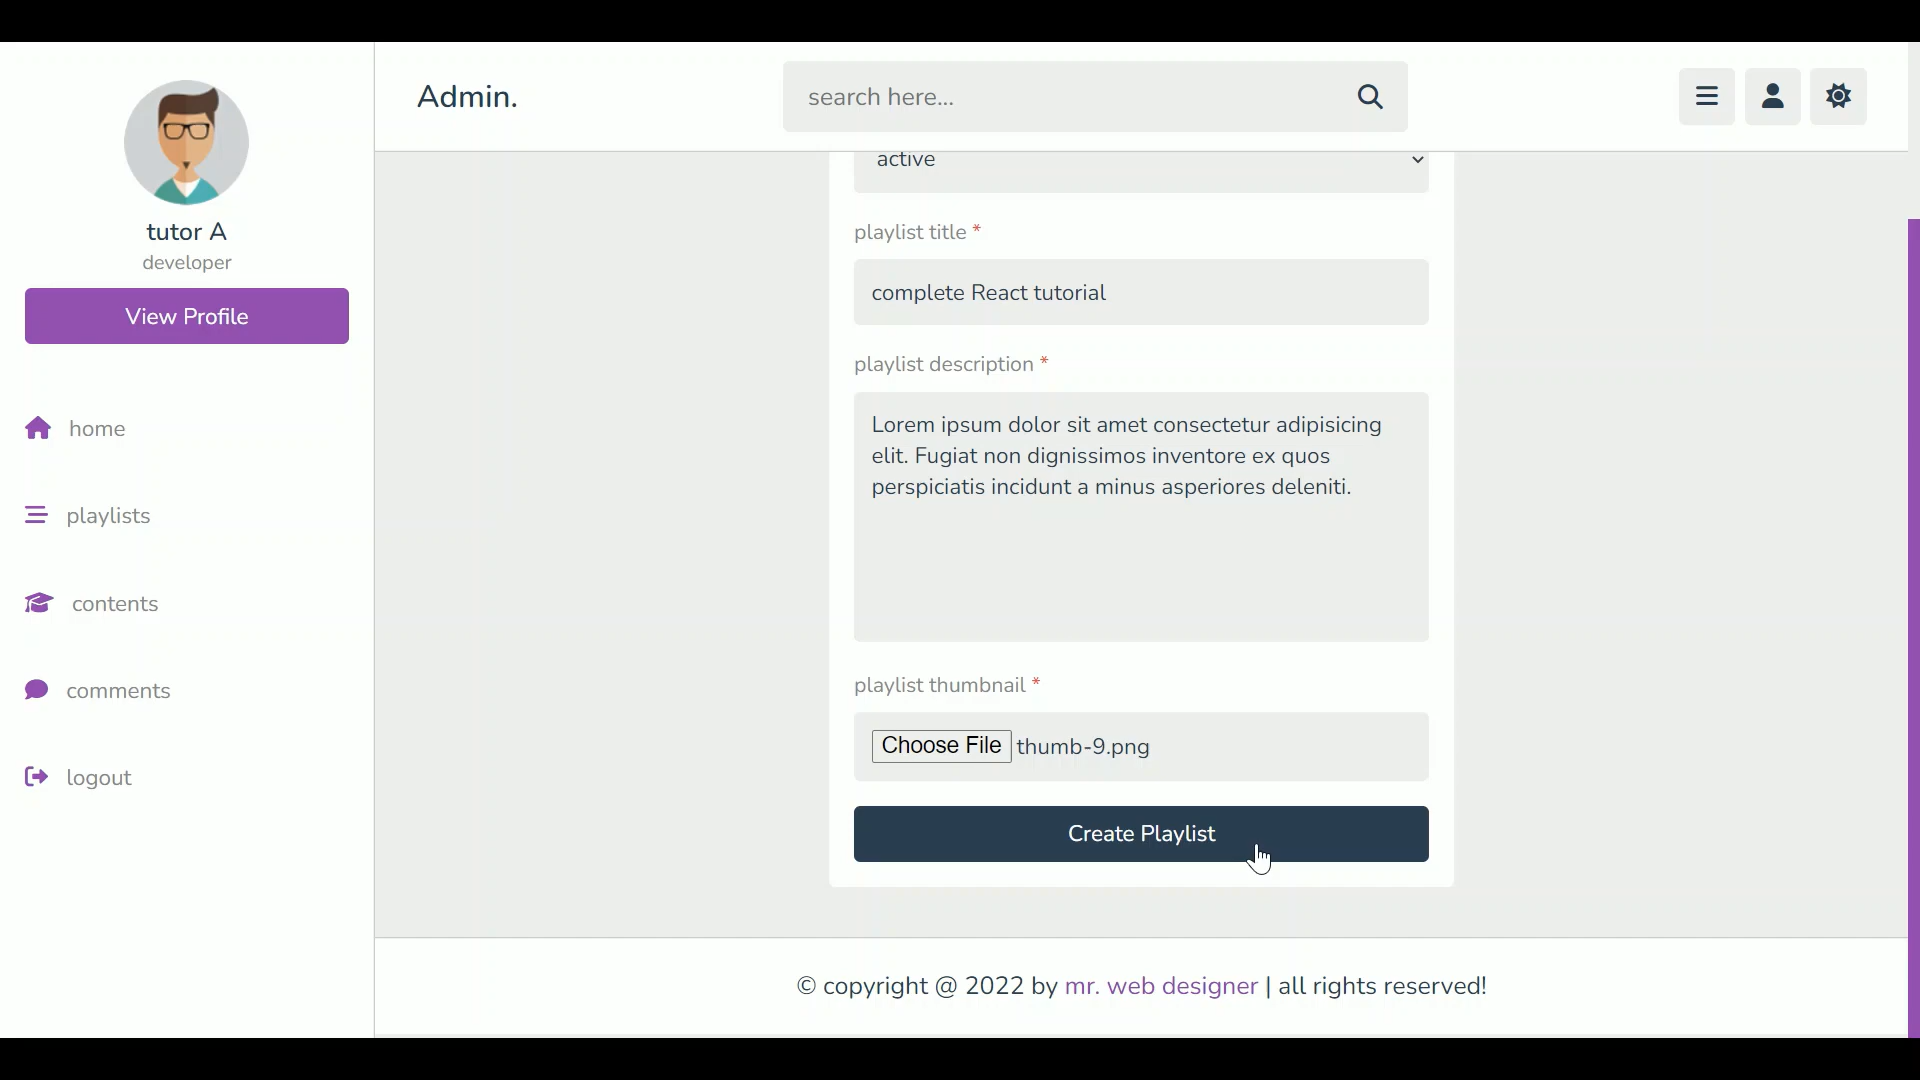 Admin.
search here...
tutor A
developer
View Profile
home
playlists
contents
comments
logout
active
playlist title *
complete React tutorial
playlist description *
Lorem ipsum dolor sit amet consectetur adipisicing
elit. Fugiat non dignissimos inventore ex quos
perspiciatis incidunt a minus asperiores deleniti.
playlist thumbnail *
Choose File thumb-9.png
Create Playlist
© copyright @ 2022 by mr. web designer | all rights reserved!